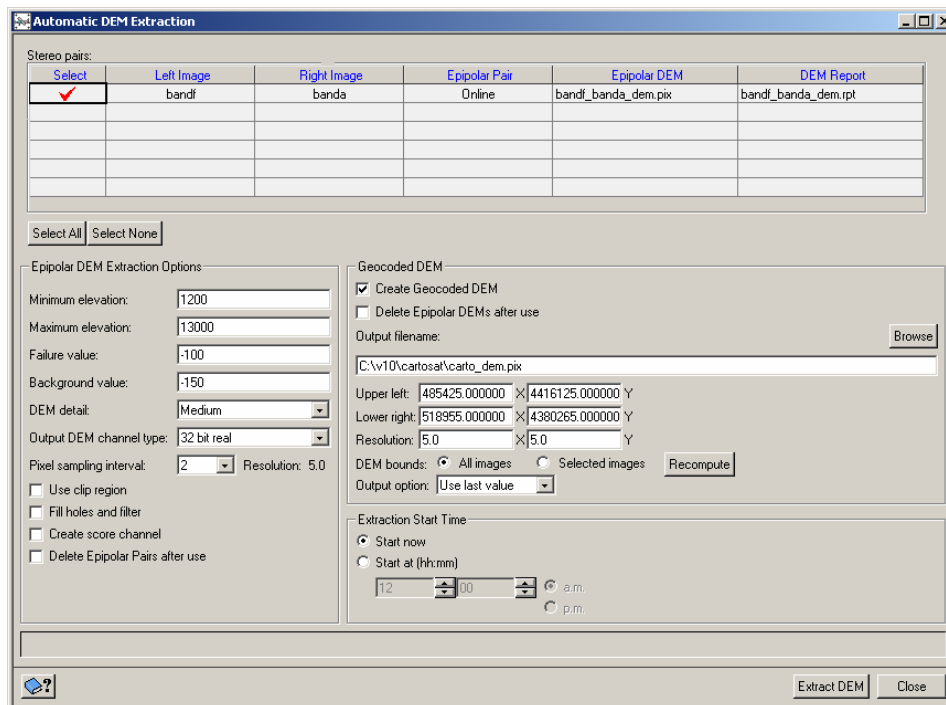 Automatic DEM Extraction
Stereo pairs:
Select Left Image Right Image Epipolar Pair Epipolar DEM DEM Report
bandf banda Online bandf_banda_dem.pix bandf_banda_dem.rpt
Select All Select None
Epipolar DEM Extraction Options
Minimum elevation: 1200
Maximum elevation: 13000
Failure value: -100
Background value: -150
DEM detail: Medium
Output DEM channel type: 32 bit real
Pixel sampling interval: 2 Resolution: 5.0
Use clip region
Fill holes and filter
Create score channel
Delete Epipolar Pairs after use
Geocoded DEM
Create Geocoded DEM
Delete Epipolar DEMs after use
Output filename: Browse
C:\v10\cartosat\carto_dem.pix
Upper left: 485425.000000 X 4416125.000000 Y
Lower right: 518955.000000 X 4380265.000000 Y
Resolution: 5.0 X 5.0 Y
DEM bounds: All images Selected images Recompute
Output option: Use last value
Extraction Start Time
Start now
Start at (hh:mm)
12 00 a.m.
p.m.
Extract DEM Close